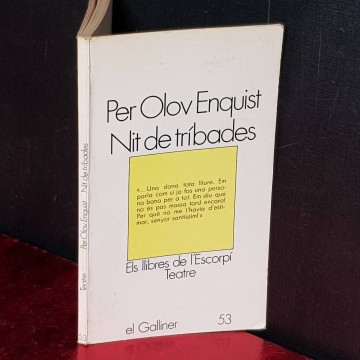 Per Olov Enquist
Nit de tríbades
«... Una dona tota lliure. Em
parla com si jo fos una perso-
na bona per a tot. Em diu que
no és pas massa tard encara!
Per què no me l'havia d'esti-
mar, senyor santíssim!»
Els llibres de l'Escorpí
Teatre
el Galliner 53
Per Olov Enquist Nit de tríbades
Teatre
53